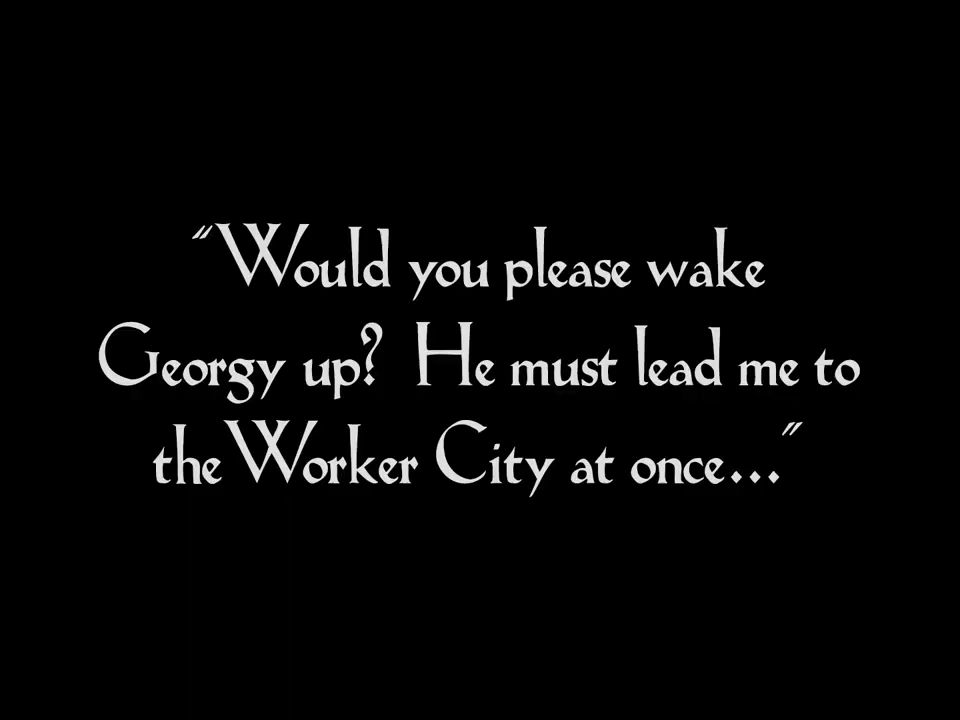 “Would you please wake
Georgy up?  He must lead me to
the Worker City at once...”